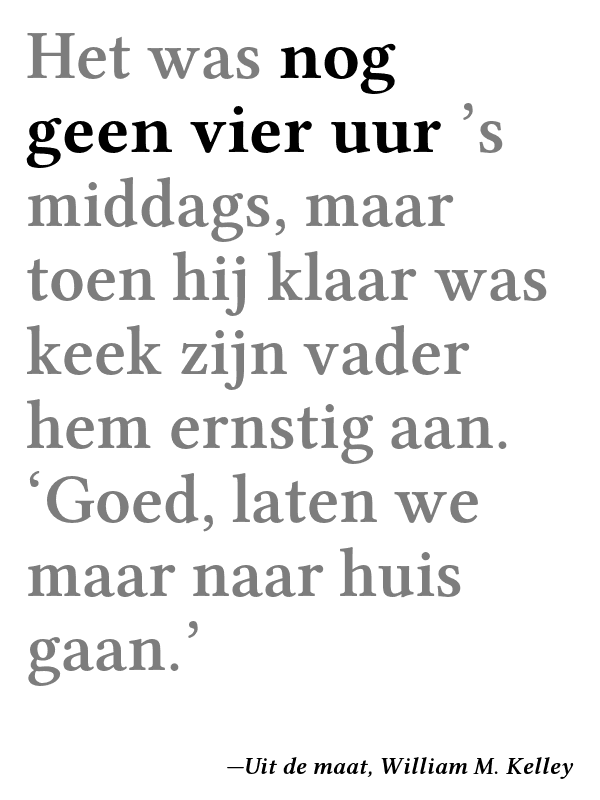 Het was nog
geen vier uur ’s
middags, maar
toen hij klaar was
keek zijn vader
hem ernstig aan.
‘Goed, laten we
maar naar huis
gaan.’
—Uit de maat, William M. Kelley